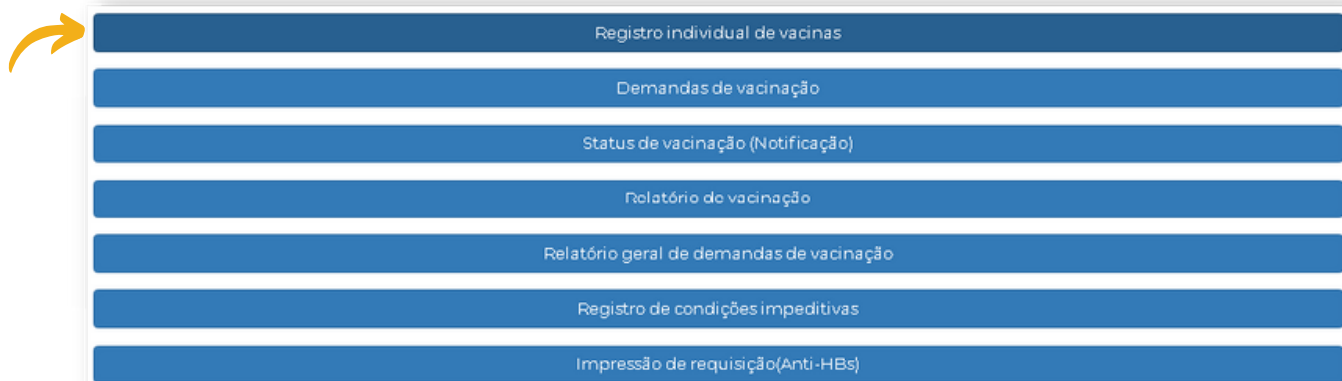 Registro individual de vacinas
Demandas de vacinação
Status de vacinação (Notificação)
Relatório de vacinação
Relatório geral de demandas de vacinação
Registro de condições impeditivas
Impressão de requisição(Anti-HBs)